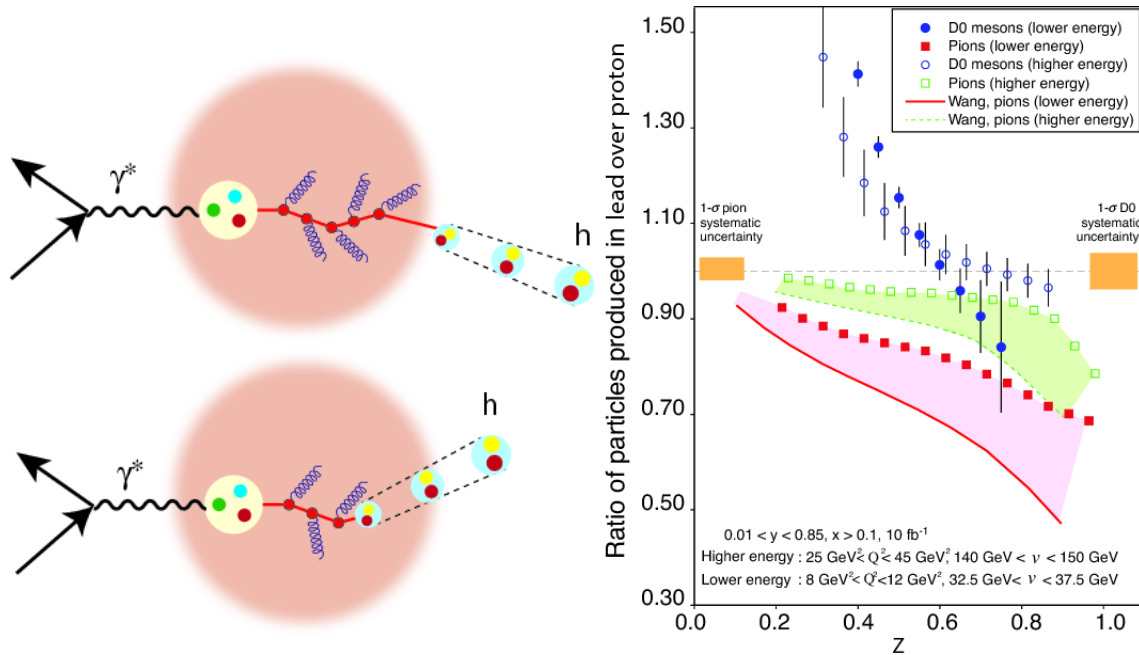 γ*
h
γ*
h
Ratio of particles produced in lead over proton
1.50
1.30
1.10
0.90
0.70
0.50
0.30
D0 mesons (lower energy)
Pions (lower energy)
D0 mesons (higher energy)
Pions (higher energy)
Wang, pions (lower energy)
Wang, pions (higher energy)
1-σ pion
systematic
uncertainty
1-σ D0
systematic
uncertainty
0.01 < y < 0.85, x > 0.1, 10 fb⁻¹
Higher energy : 25 GeV²< Q²< 45 GeV², 140 GeV < ν < 150 GeV
Lower energy : 8 GeV²< Q²<12 GeV², 32.5 GeV< ν < 37.5 GeV
0.0
0.2
0.4
0.6
0.8
1.0
Z